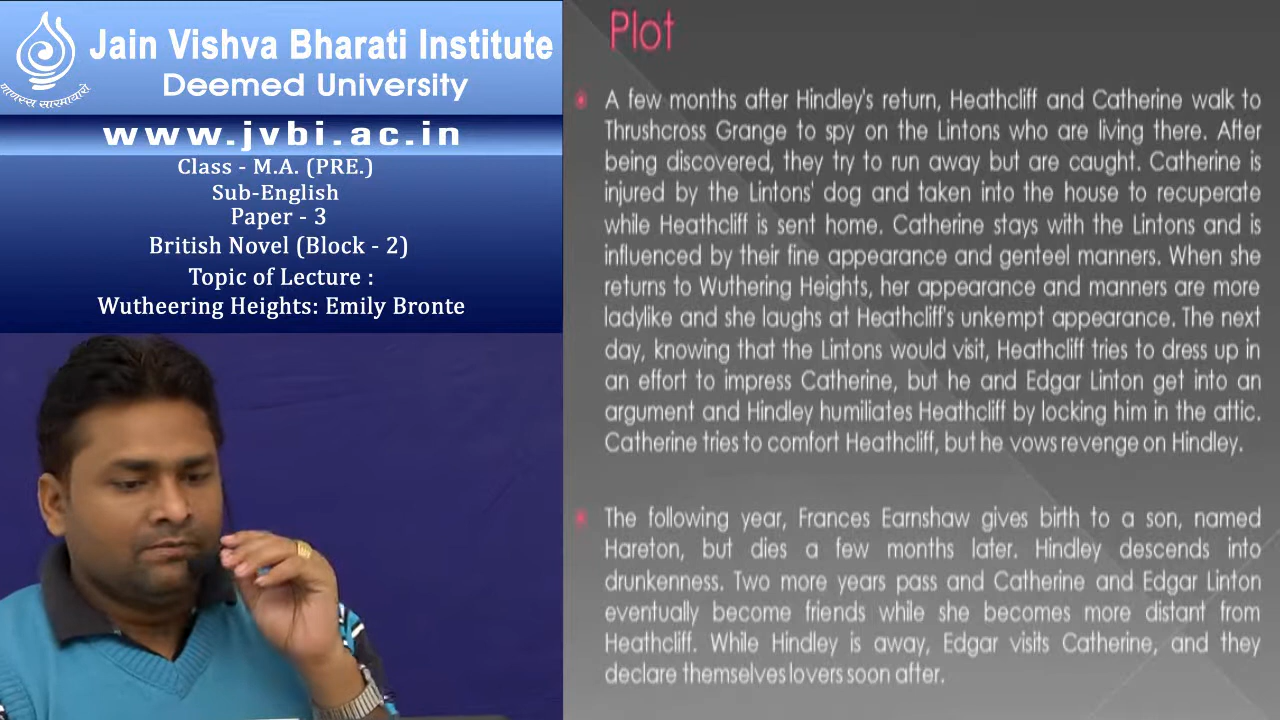 णाणस्स सारमायारो
Jain Vishva Bharati Institute
Deemed University
www.jvbi.ac.in
Class - M.A. (PRE.)
Sub-English
Paper - 3
British Novel (Block - 2)
Topic of Lecture :
Wutheering Heights: Emily Bronte
Plot
A few months after Hindley's return, Heathcliff and Catherine walk to
Thrushcross Grange to spy on the Lintons who are living there. After
being discovered, they try to run away but are caught. Catherine is
injured by the Lintons' dog and taken into the house to recuperate
while Heathcliff is sent home. Catherine stays with the Lintons and is
influenced by their fine appearance and genteel manners. When she
returns to Wuthering Heights, her appearance and manners are more
ladylike and she laughs at Heathcliff's unkempt appearance. The next
day, knowing that the Lintons would visit, Heathcliff tries to dress up in
an effort to impress Catherine, but he and Edgar Linton get into an
argument and Hindley humiliates Heathcliff by locking him in the attic.
Catherine tries to comfort Heathcliff, but he vows revenge on Hindley.
The following year, Frances Earnshaw gives birth to a son, named
Hareton, but dies a few months later. Hindley descends into
drunkenness. Two more years pass and Catherine and Edgar Linton
eventually become friends while she becomes more distant from
Heathcliff. While Hindley is away, Edgar visits Catherine, and they
declare themselves lovers soon after.